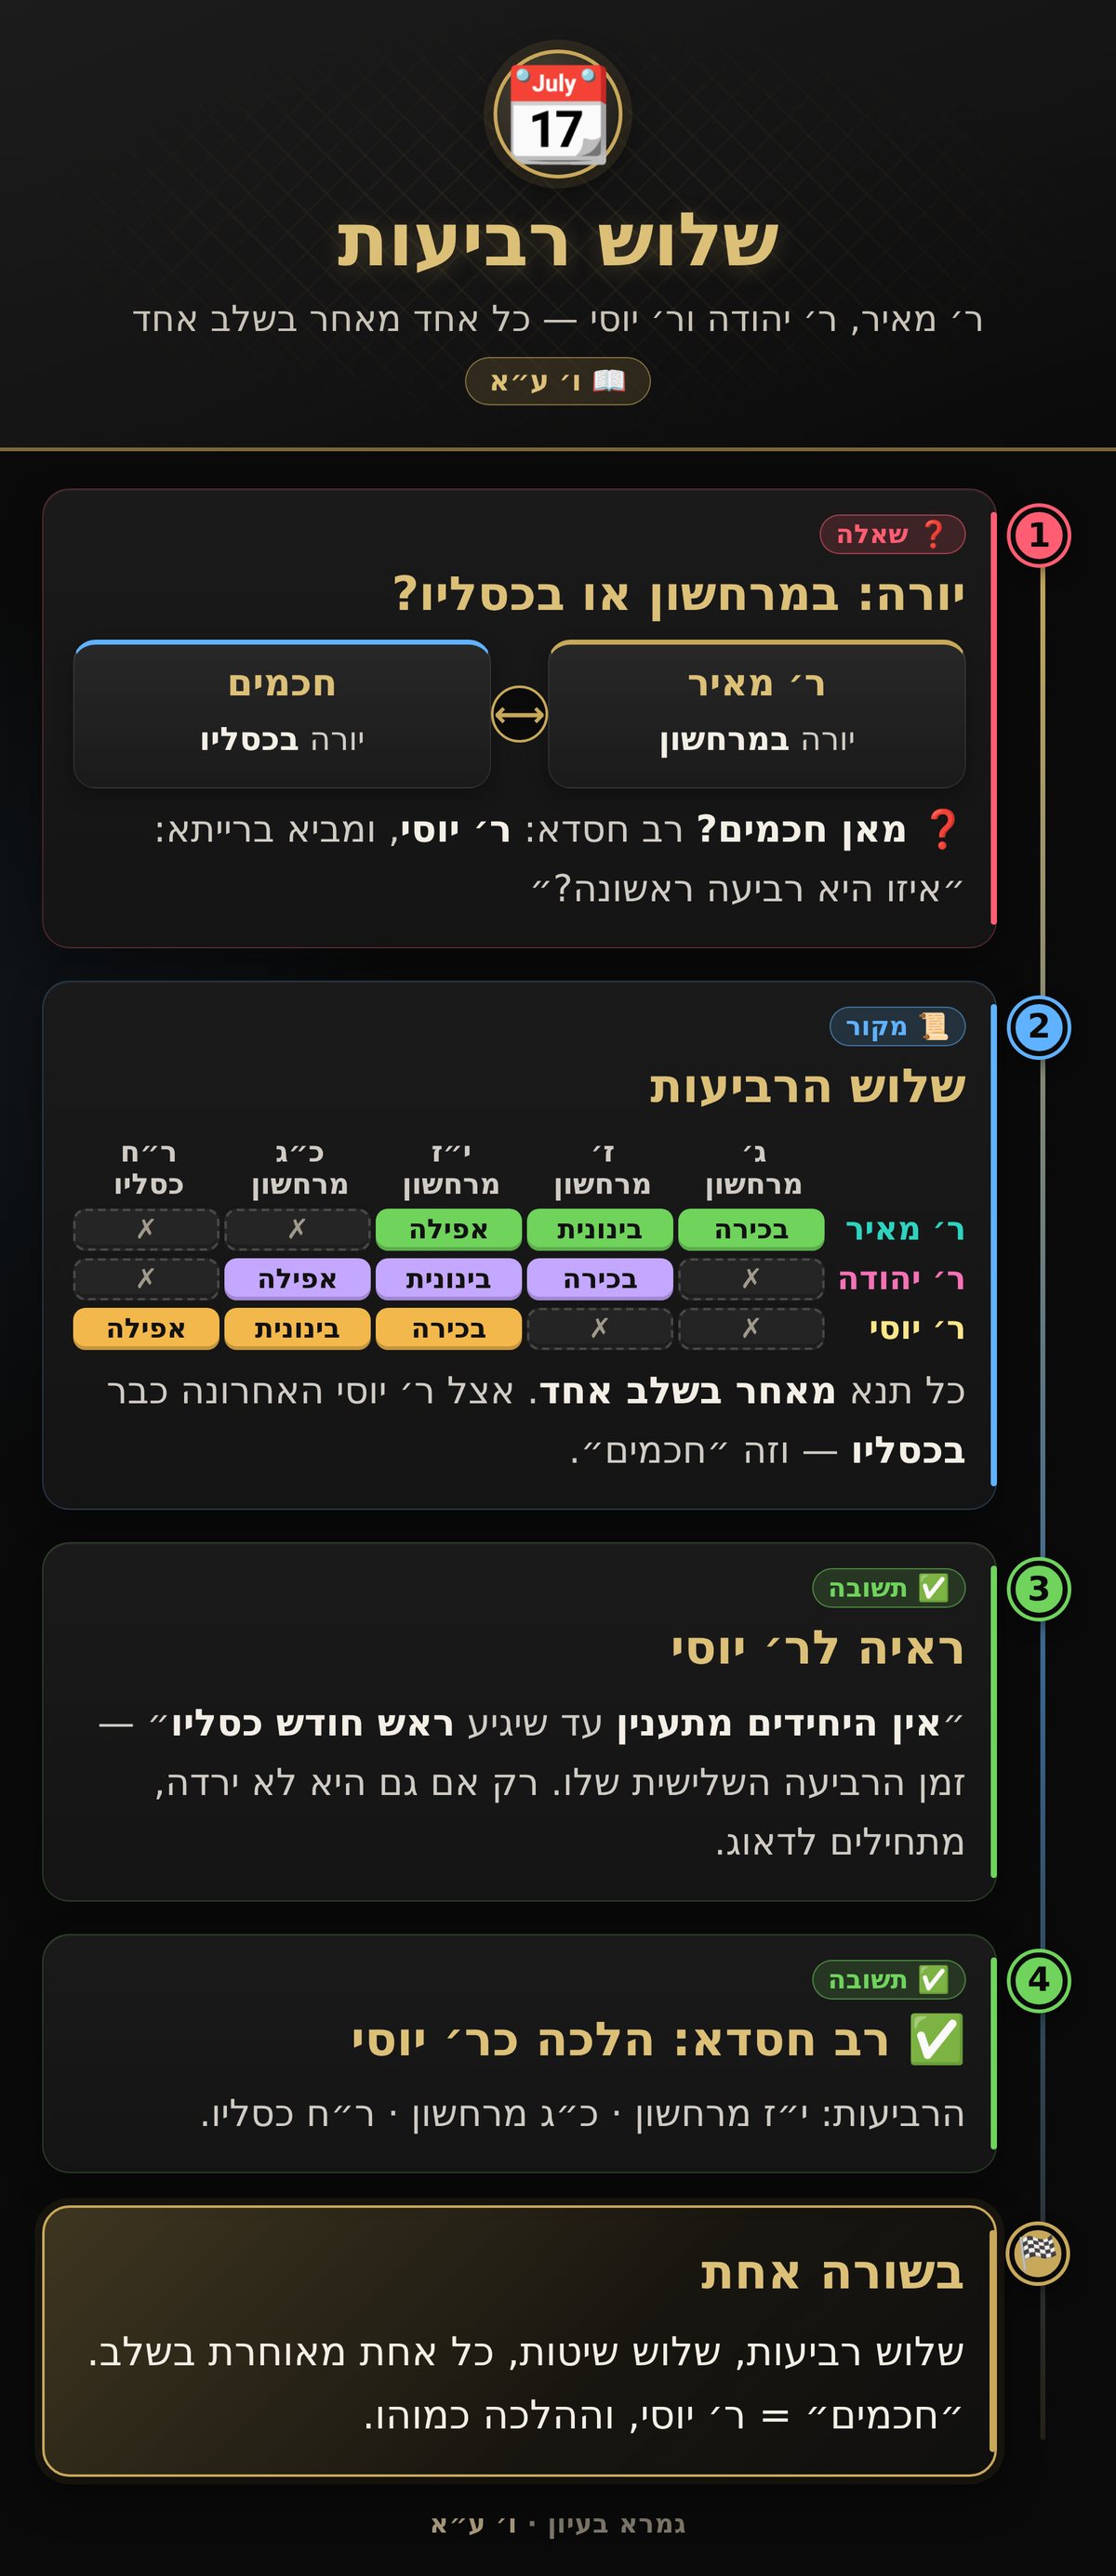 July
17
שלוש רביעות
ר׳ מאיר, ר׳ יהודה ור׳ יוסי — כל אחד מאחר בשלב אחד
📖 ו׳ ע״א
1
❓ שאלה
יורה: במרחשון או בכסליו?
ר׳ מאיר
יורה במרחשון
⟷
חכמים
יורה בכסליו
❓ מאן חכמים? רב חסדא: ר׳ יוסי, ומביא ברייתא:
״איזו היא רביעה ראשונה?״
2
📜 מקור
שלוש הרביעות
ג׳ מרחשון ז׳ מרחשון י״ז מרחשון כ״ג מרחשון ר״ח כסליו
ר׳ מאיר בכירה בינונית אפילה ✗ ✗
ר׳ יהודה ✗ בכירה בינונית אפילה ✗
ר׳ יוסי ✗ ✗ בכירה בינונית אפילה
כל תנא מאחר בשלב אחד. אצל ר׳ יוסי האחרונה כבר
בכסליו — וזה ״חכמים״.
3
✅ תשובה
ראיה לר׳ יוסי
״אין היחידים מתענין עד שיגיע ראש חודש כסליו״ —
זמן הרביעה השלישית שלו. רק אם גם היא לא ירדה,
מתחילים לדאוג.
4
✅ תשובה
✅ רב חסדא: הלכה כר׳ יוסי
הרביעות: י״ז מרחשון · כ״ג מרחשון · ר״ח כסליו.
🏁
בשורה אחת
שלוש רביעות, שלוש שיטות, כל אחת מאוחרת בשלב.
״חכמים״ = ר׳ יוסי, וההלכה כמוהו.
גמרא בעיון · ו׳ ע״א